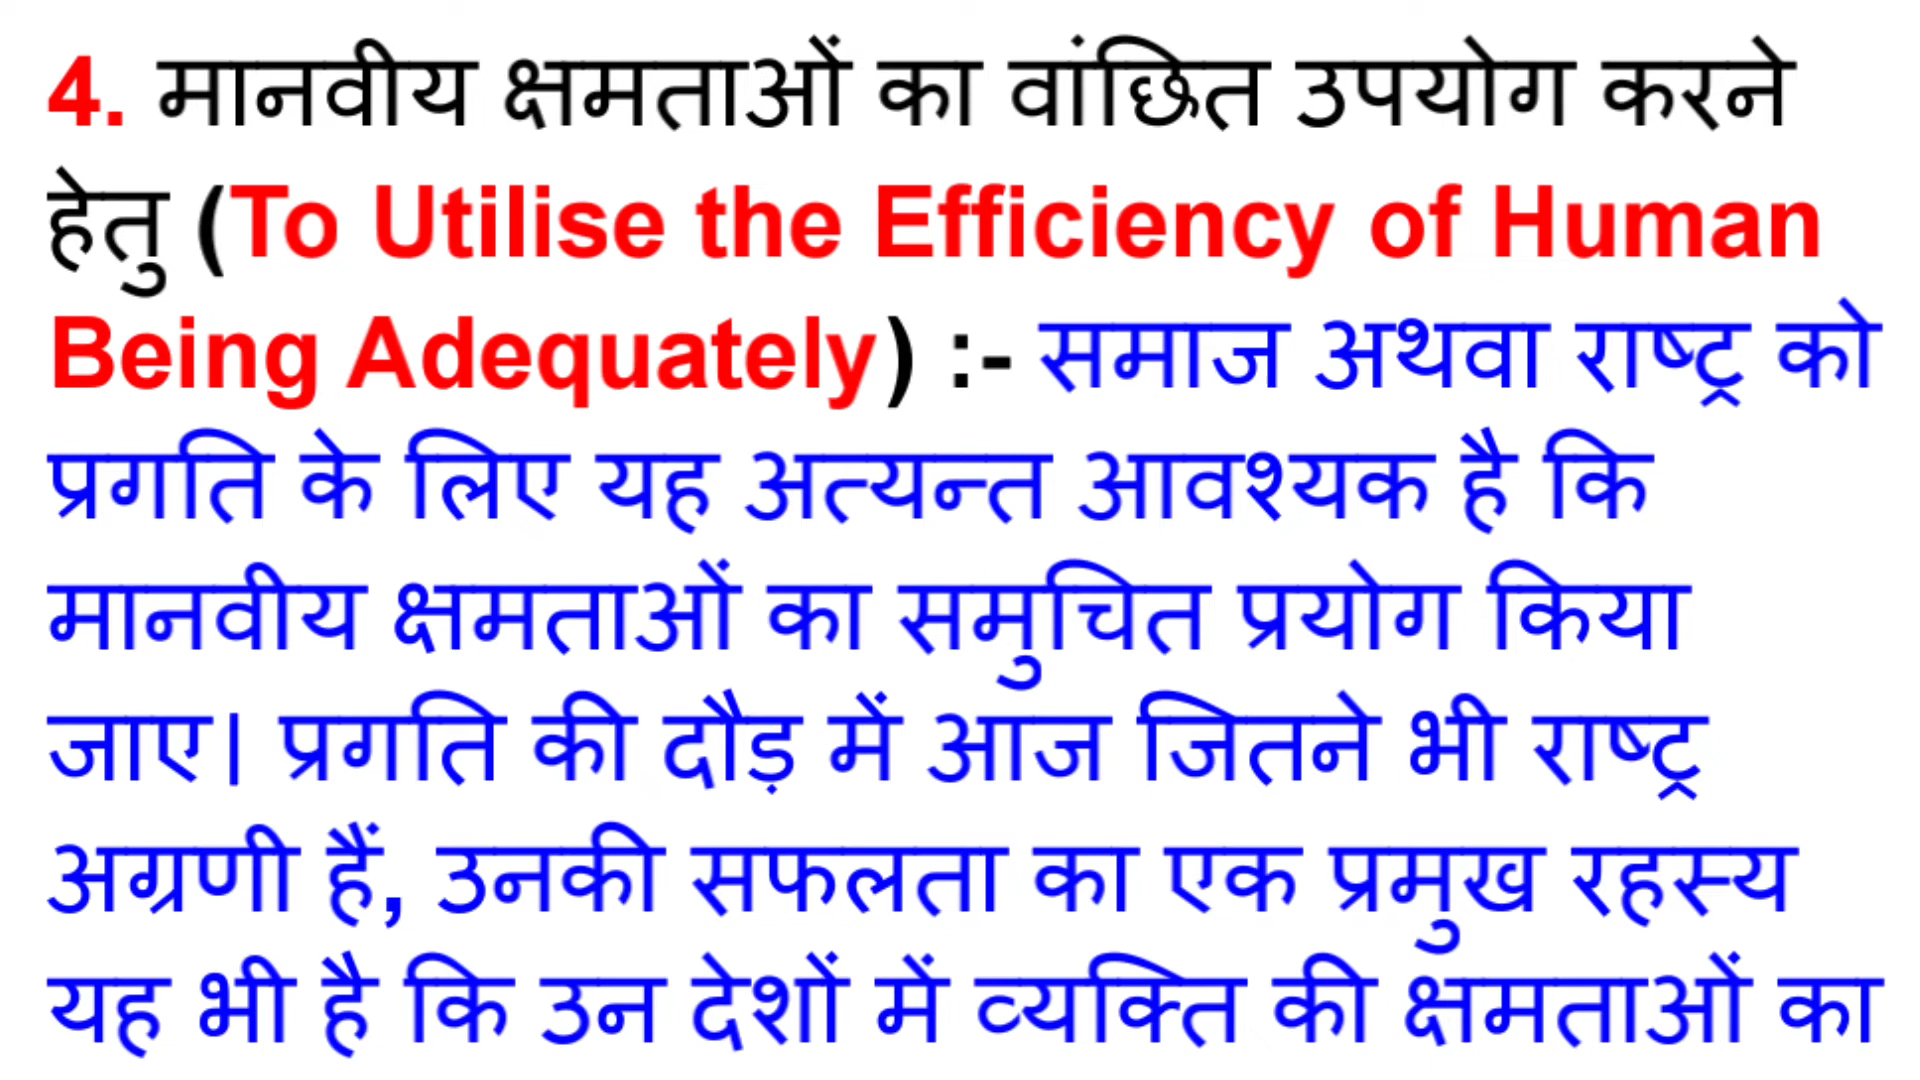 4. मानवीय क्षमताओं का वांछित उपयोग करने
हेतु (To Utilise the Efficiency of Human
Being Adequately) :- समाज अथवा राष्ट्र को
प्रगति के लिए यह अत्यन्त आवश्यक है कि
मानवीय क्षमताओं का समुचित प्रयोग किया
जाए। प्रगति की दौड़ में आज जितने भी राष्ट्र
अग्रणी हैं, उनकी सफलता का एक प्रमुख रहस्य
यह भी है कि उन देशों में व्यक्ति की क्षमताओं का